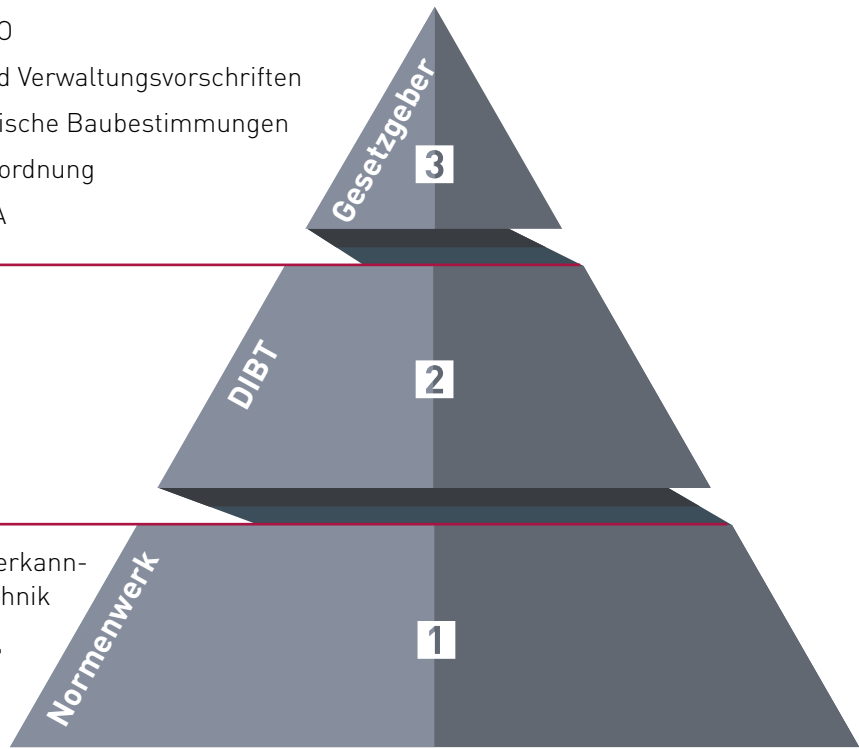 O
d Verwaltungsvorschriften
ische Baubestimmungen
ordnung
A
Gesetzgeber
3
DIBT
2
erkann-
hnik
Normenwerk
1